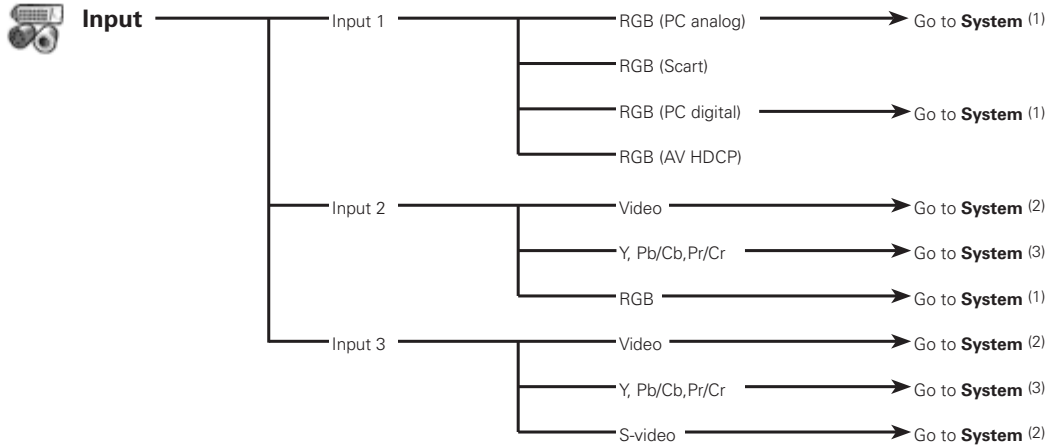 Input
Input 1
RGB (PC analog)
Go to System (1)
RGB (Scart)
RGB (PC digital)
Go to System (1)
RGB (AV HDCP)
Input 2
Video
Go to System (2)
Y, Pb/Cb,Pr/Cr
Go to System (3)
RGB
Go to System (1)
Input 3
Video
Go to System (2)
Y, Pb/Cb,Pr/Cr
Go to System (3)
S-video
Go to System (2)